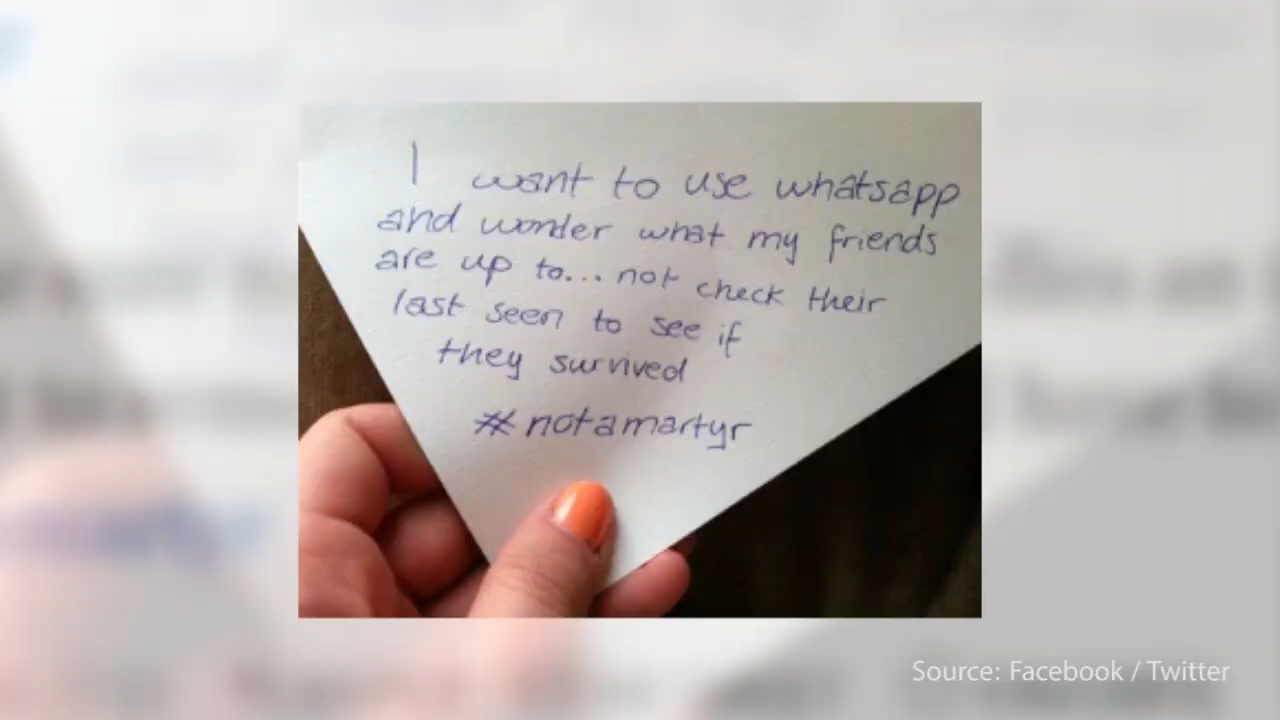 I want to use whatsapp
and wonder what my friends
are up to... not check their
last seen to see if
they survived
#notamartyr
Source: Facebook / Twitter